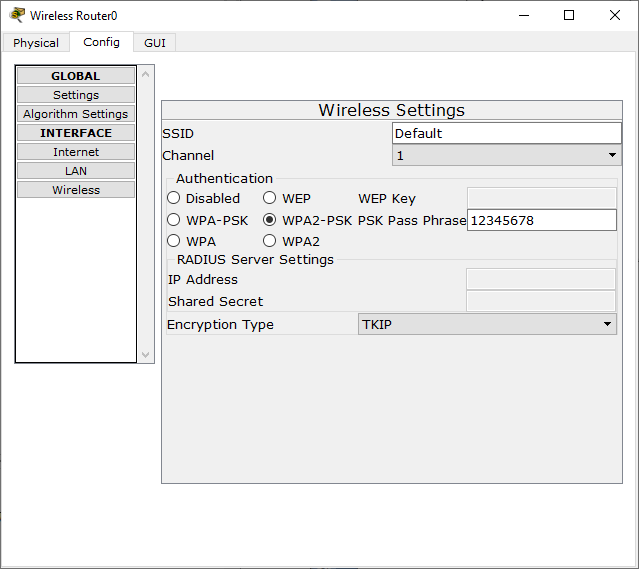 Wireless Router0
Physical Config GUI
GLOBAL
Settings
Algorithm Settings
INTERFACE
Internet
LAN
Wireless
Wireless Settings
SSID Default
Channel 1
Authentication
Disabled WEP WEP Key
WPA-PSK WPA2-PSK PSK Pass Phrase 12345678
WPA WPA2
RADIUS Server Settings
IP Address
Shared Secret
Encryption Type TKIP